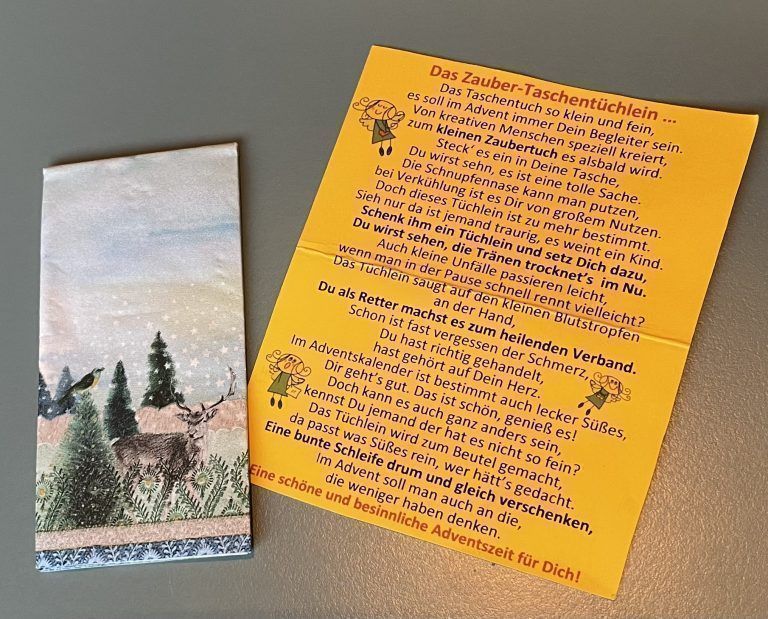 Das Zauber-Taschentüchlein ...
Das Taschentuch so klein und fein,
es soll im Advent immer Dein Begleiter sein.
Von kreativen Menschen speziell kreiert,
zum kleinen Zaubertuch es alsbald wird.
Steck' es ein in Deine Tasche,
Du wirst sehn, es ist eine tolle Sache.
Die Schnupfennase kann man putzen,
bei Verkühlung ist es Dir von großem Nutzen.
Doch dieses Tüchlein ist zu mehr bestimmt.
Sieh nur da ist jemand traurig, es weint ein Kind.
Schenk ihm ein Tüchlein und setz Dich dazu,
Du wirst sehen, die Tränen trocknet's im Nu.
Auch kleine Unfälle passieren leicht,
wenn man in der Pause schnell rennt vielleicht?
Das Tüchlein saugt auf den kleinen Blutstropfen
an der Hand,
Du als Retter machst es zum heilenden Verband.
Schon ist fast vergessen der Schmerz,
Du hast richtig gehandelt,
hast gehört auf Dein Herz.
Im Adventskalender ist bestimmt auch lecker Süßes,
Dir geht's gut. Das ist schön, genieß es!
Doch kann es auch ganz anders sein,
kennst Du jemand der hat es nicht so fein?
Das Tüchlein wird zum Beutel gemacht,
da passt was Süßes rein, wer hätt's gedacht.
Eine bunte Schleife drum und gleich verschenken,
Im Advent soll man auch an die,
die weniger haben denken.
Eine schöne und besinnliche Adventszeit für Dich!